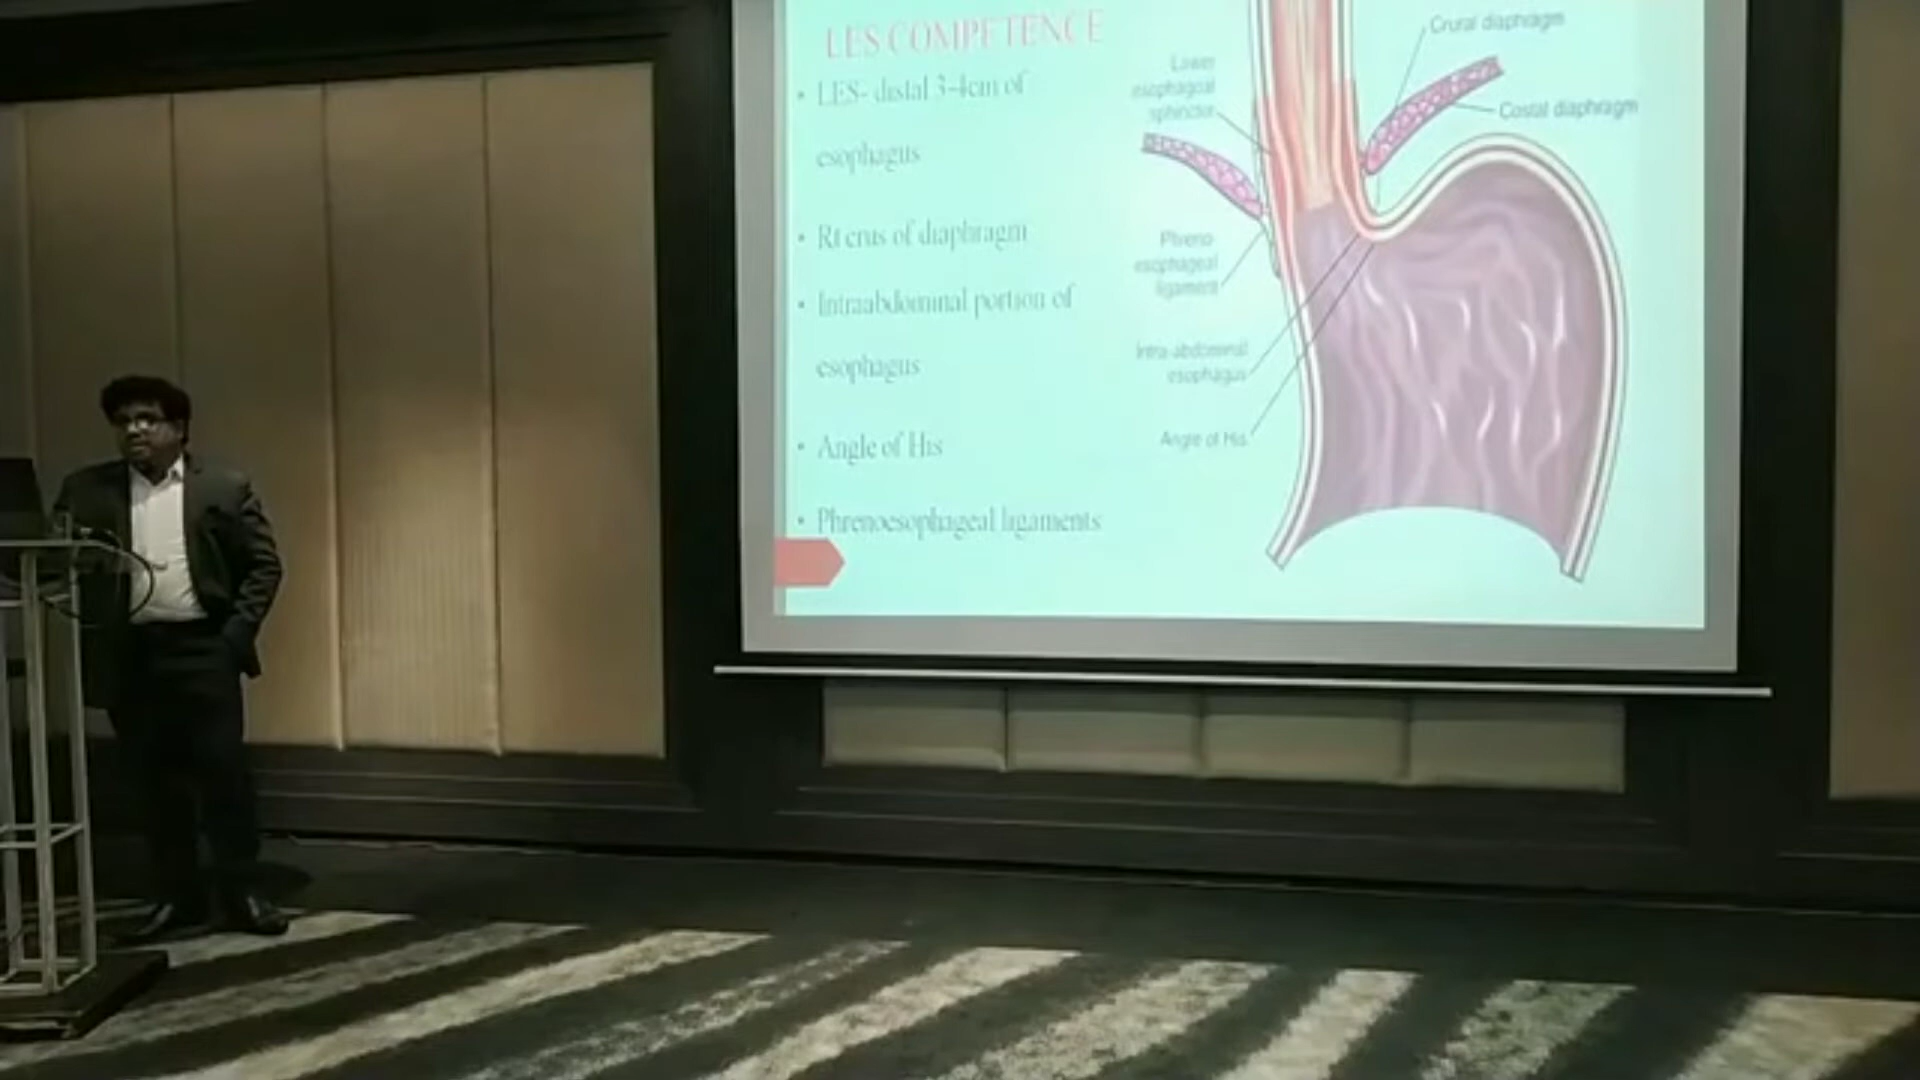 LES COMPETENCE
• LES- distal 3-4cm of
esophagus
• Rt crus of diaphragm
• Intraabdominal portion of
esophagus
• Angle of His
• Phrenoesophageal ligaments
Crural diaphragm
Lower
esophageal
sphincter
Costal diaphragm
Phreno
esophageal
ligament
Intra-abdominal
esophagus
Angle of His